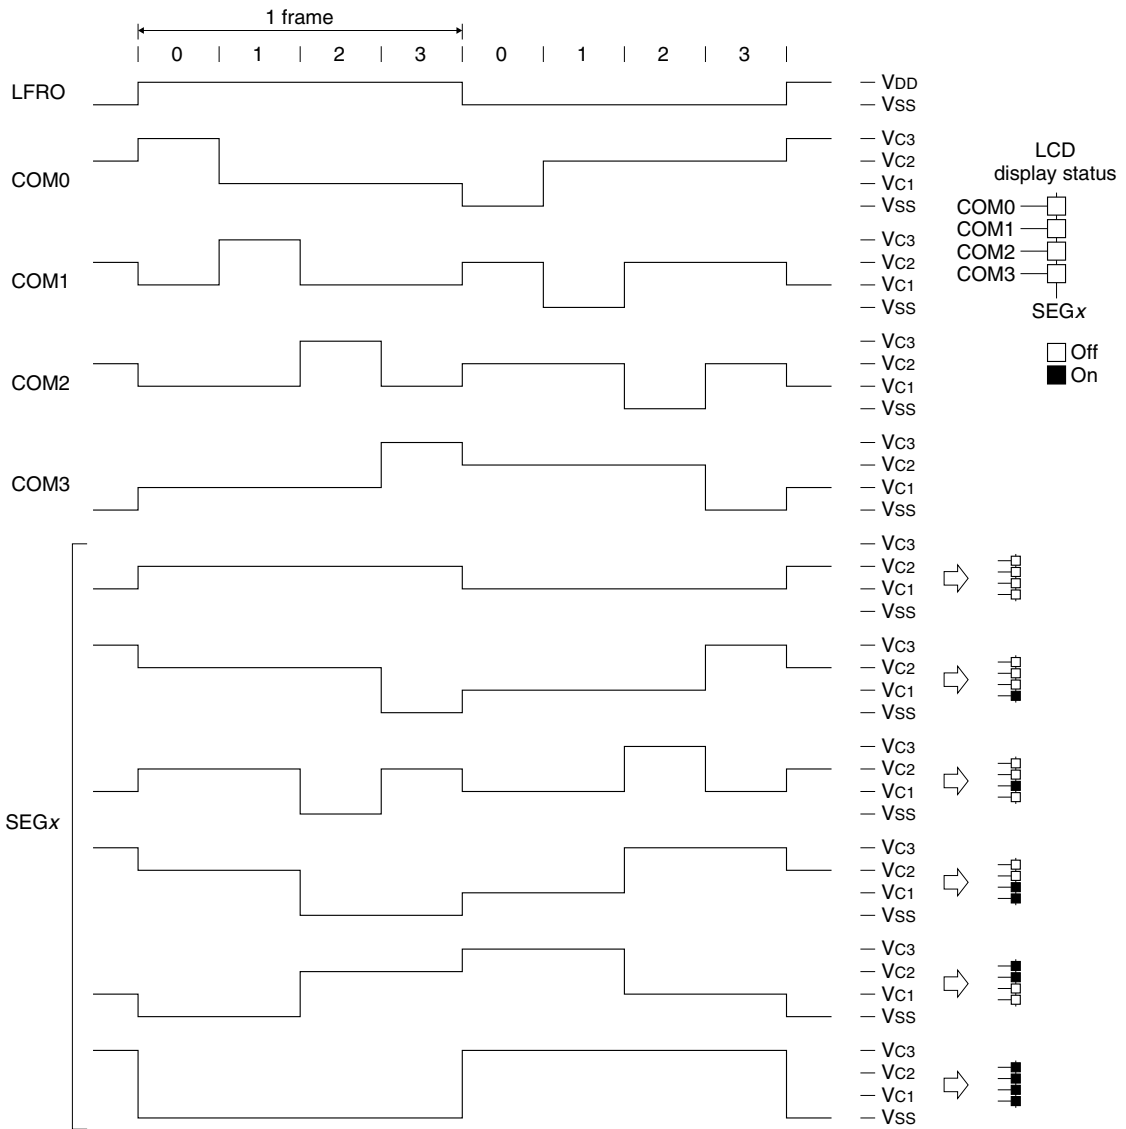 1 frame
0 1 2 3 0 1 2 3
LFRO
VDD
VSS
COM0
VC3
VC2
VC1
VSS
LCD
display status
COM0
COM1
COM2
COM3
SEGx
Off
On
COM1
VC3
VC2
VC1
VSS
COM2
VC3
VC2
VC1
VSS
COM3
VC3
VC2
VC1
VSS
SEGx
VC3
VC2
VC1
VSS
VC3
VC2
VC1
VSS
VC3
VC2
VC1
VSS
VC3
VC2
VC1
VSS
VC3
VC2
VC1
VSS
VC3
VC2
VC1
VSS